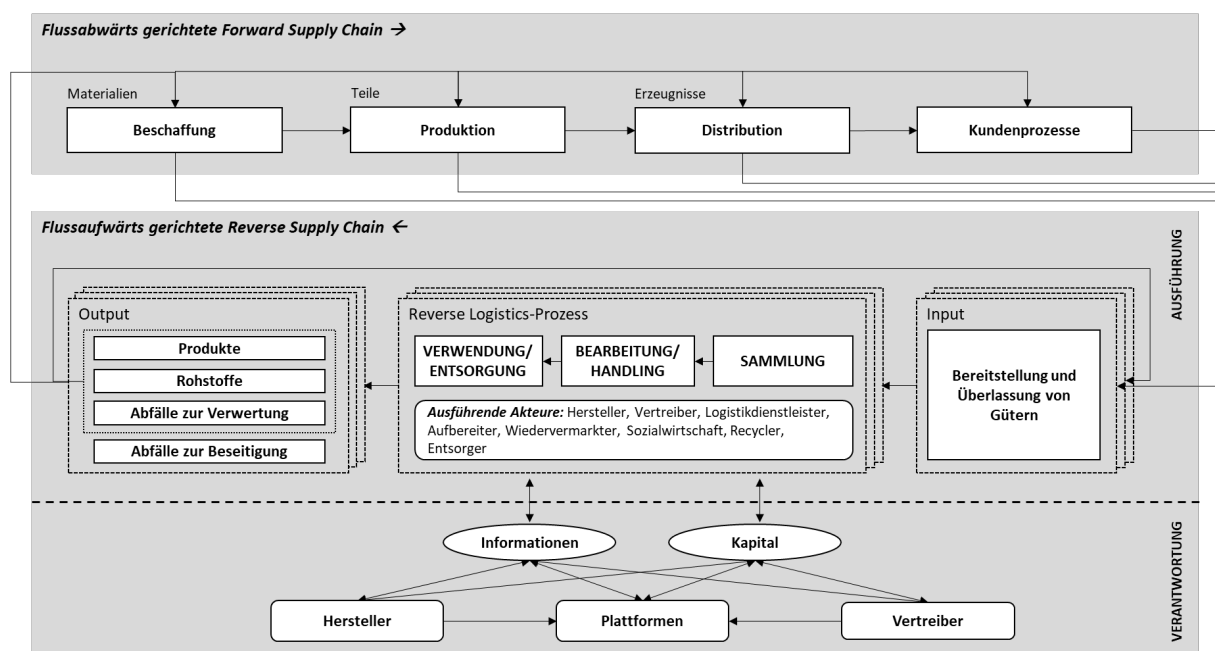 Flussabwärts gerichtete Forward Supply Chain →
Materialien
Teile
Erzeugnisse
Beschaffung
Produktion
Distribution
Kundenprozesse
Flussaufwärts gerichtete Reverse Supply Chain ←
AUSFÜHRUNG
Output
Produkte
Rohstoffe
Abfälle zur Verwertung
Abfälle zur Beseitigung
Reverse Logistics-Prozess
VERWENDUNG/
ENTSORGUNG
BEARBEITUNG/
HANDLING
SAMMLUNG
Ausführende Akteure: Hersteller, Vertreiber, Logistikdienstleister,
Aufbereiter, Wiedervermarkter, Sozialwirtschaft, Recycler,
Entsorger
Input
Bereitstellung und
Überlassung von
Gütern
VERANTWORTUNG
Informationen
Kapital
Hersteller
Plattformen
Vertreiber